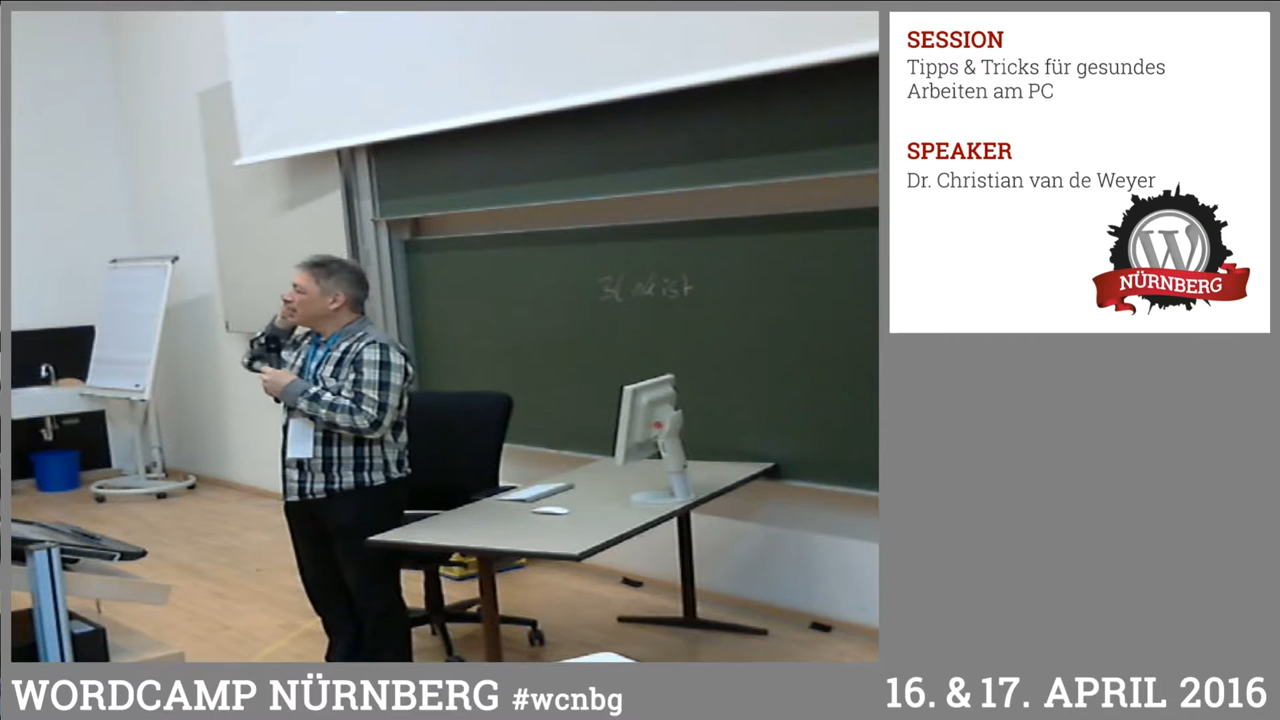 SESSION
Tipps & Tricks für gesundes
Arbeiten am PC
SPEAKER
Dr. Christian van de Weyer
W
NÜRNBERG
WORDCAMP NÜRNBERG #wcnbg
16. & 17. APRIL 2016